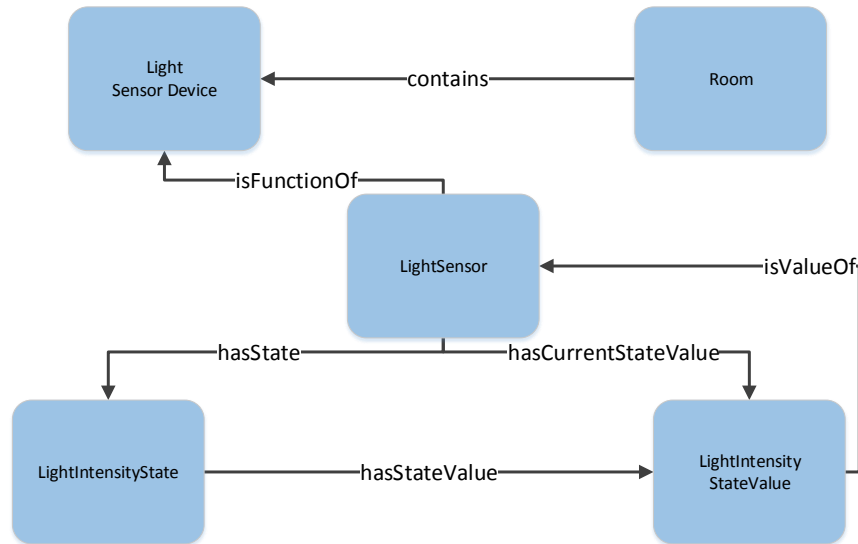 Light
Sensor Device
contains
Room
isFunctionOf
LightSensor
isValueOf
hasState
hasCurrentStateValue
LightIntensityState
hasStateValue
LightIntensity
StateValue